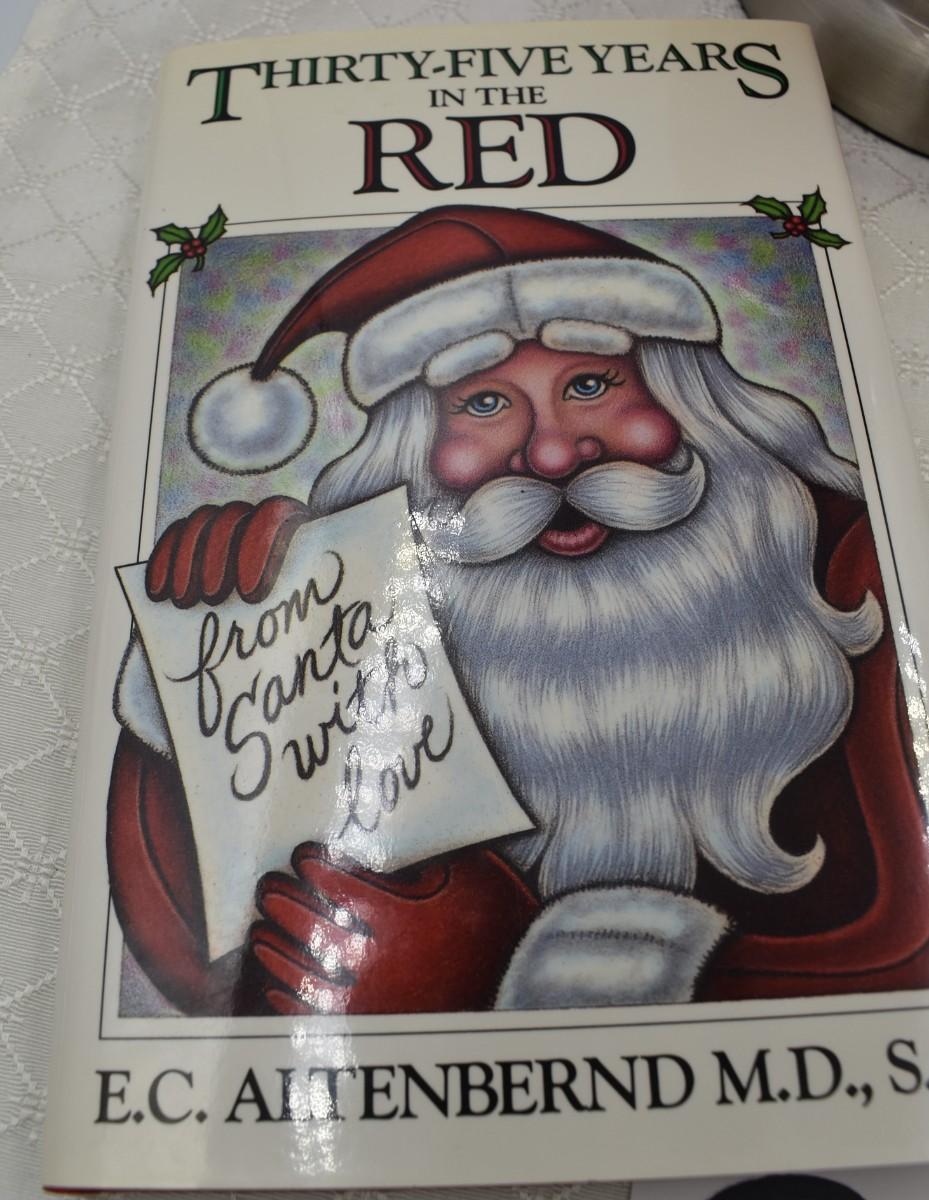 THIRTY-FIVE YEARS
IN THE
RED
from
Santa
with
love
E.C. ALTENBERND M.D., S.